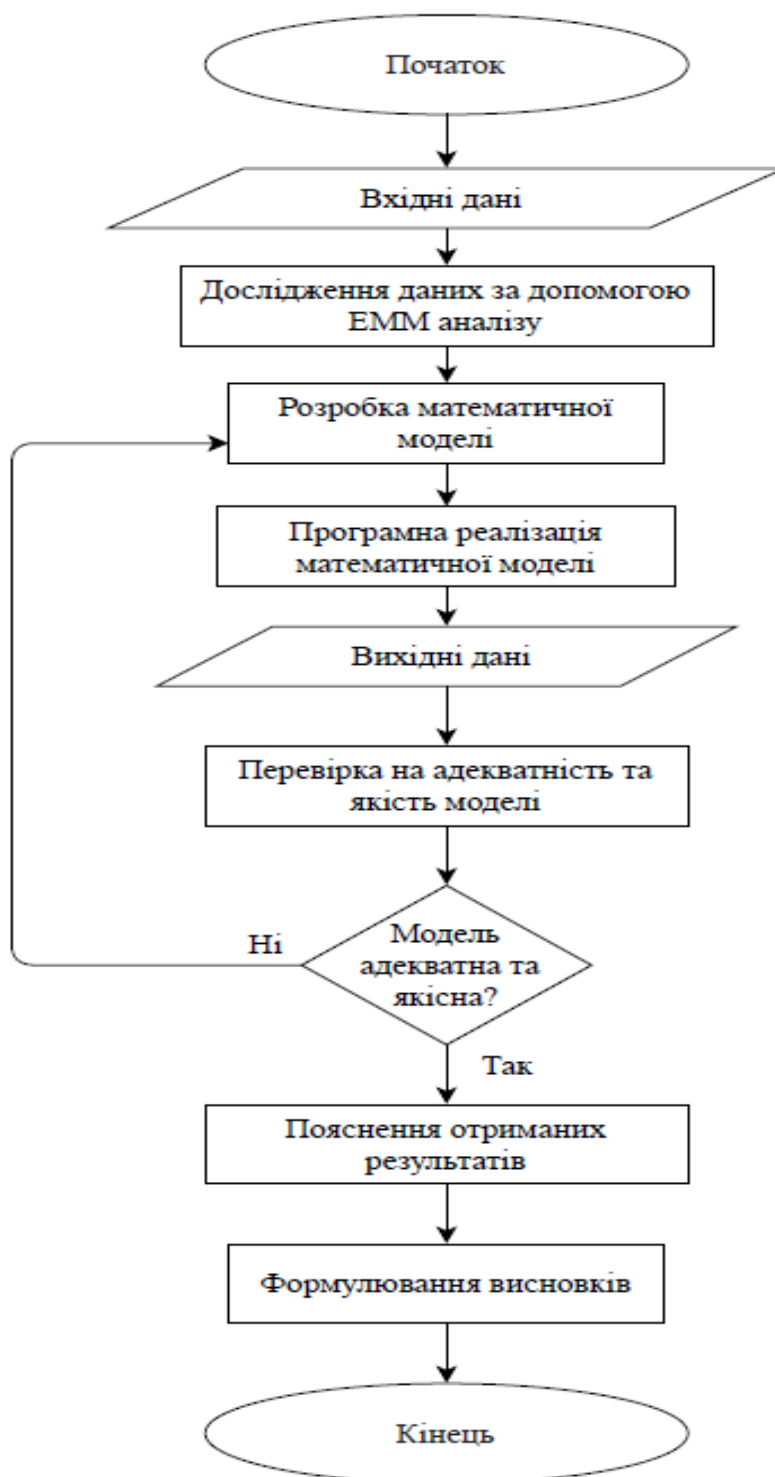 Початок
Вхідні дані
Дослідження даних за допомогою
ЕММ аналізу
Розробка математичної
моделі
Програмна реалізація
математичної моделі
Вихідні дані
Перевірка на адекватність та
якість моделі
Модель
адекватна та
якісна?
Ні
Так
Пояснення отриманих
результатів
Формулювання висновків
Кінець